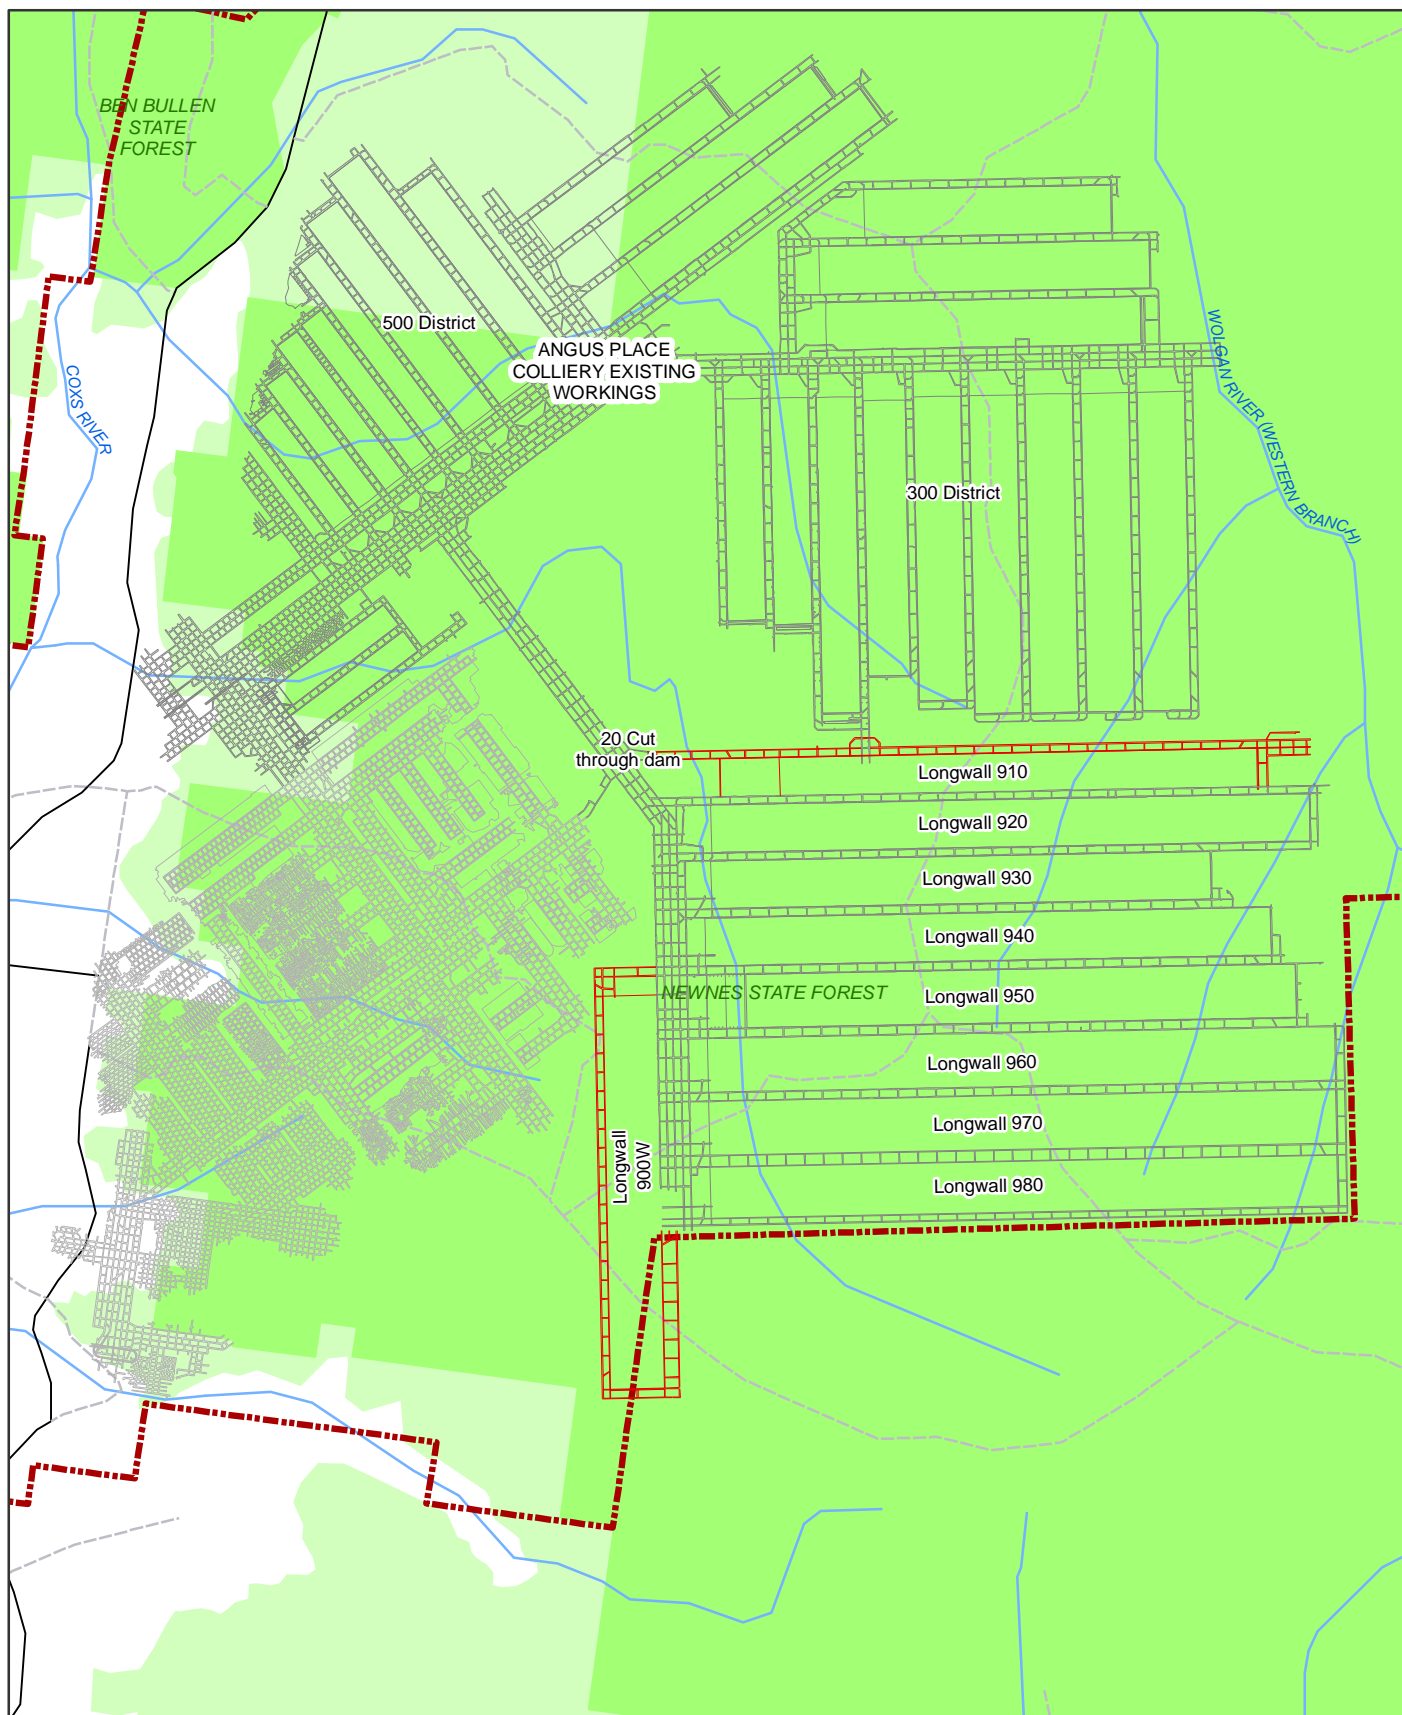 BEN BULLEN
STATE
FOREST
500 District
ANGUS PLACE
COLLIERY EXISTING
WORKINGS
COXS RIVER
WOLGAN RIVER (WESTERN BRANCH)
300 District
20 Cut
through dam
Longwall 910
Longwall 920
Longwall 930
Longwall 940
NEWNES STATE FOREST
Longwall 950
Longwall 960
Longwall 970
Longwall
900W
Longwall 980